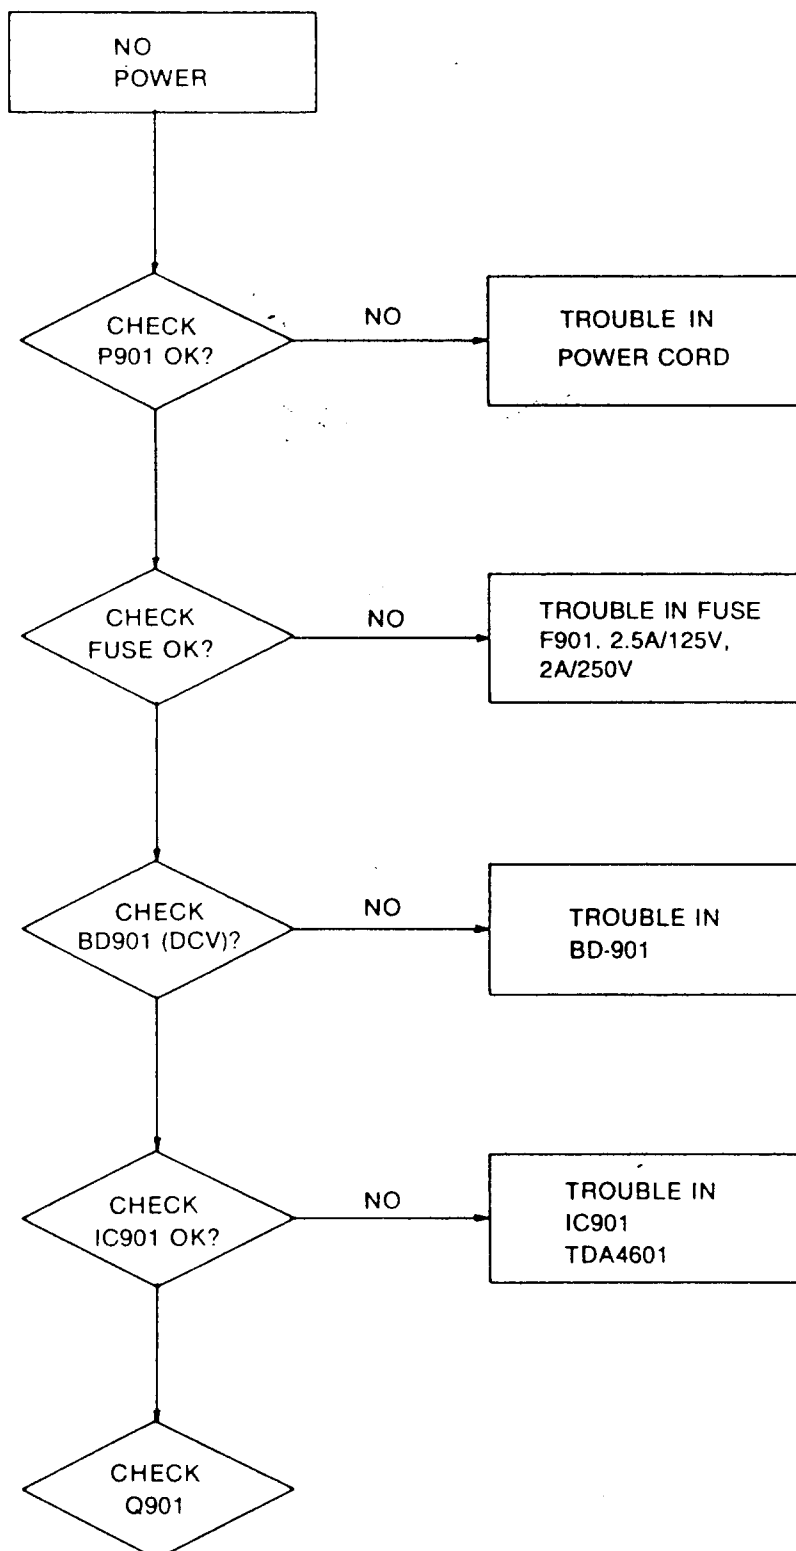 NO
POWER
CHECK
P901 OK?
NO
TROUBLE IN
POWER CORD
CHECK
FUSE OK?
NO
TROUBLE IN FUSE
F901. 2.5A/125V,
2A/250V
CHECK
BD901 (DCV)?
NO
TROUBLE IN
BD-901
CHECK
IC901 OK?
NO
TROUBLE IN
IC901
TDA4601
CHECK
Q901